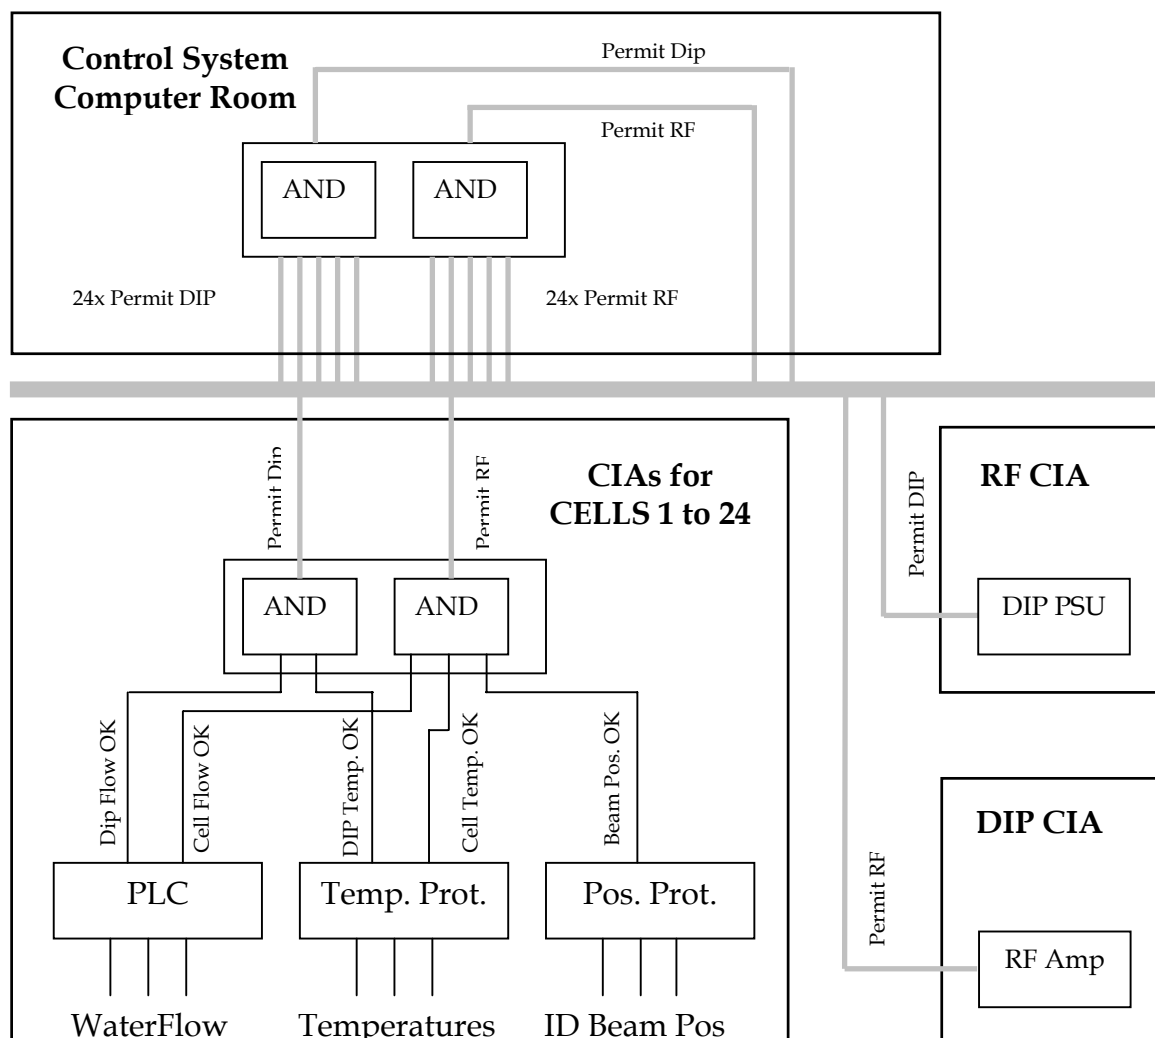 Control System
Computer Room
Permit Dip
Permit RF
AND
AND
24x Permit DIP
24x Permit RF
CIAs for
CELLS 1 to 24
Permit Dip
Permit RF
AND
AND
Dip Flow OK
Cell Flow OK
DIP Temp. OK
Cell Temp. OK
Beam Pos. OK
PLC
Temp. Prot.
Pos. Prot.
WaterFlow
Temperatures
ID Beam Pos
RF CIA
Permit DIP
DIP PSU
DIP CIA
Permit RF
RF Amp